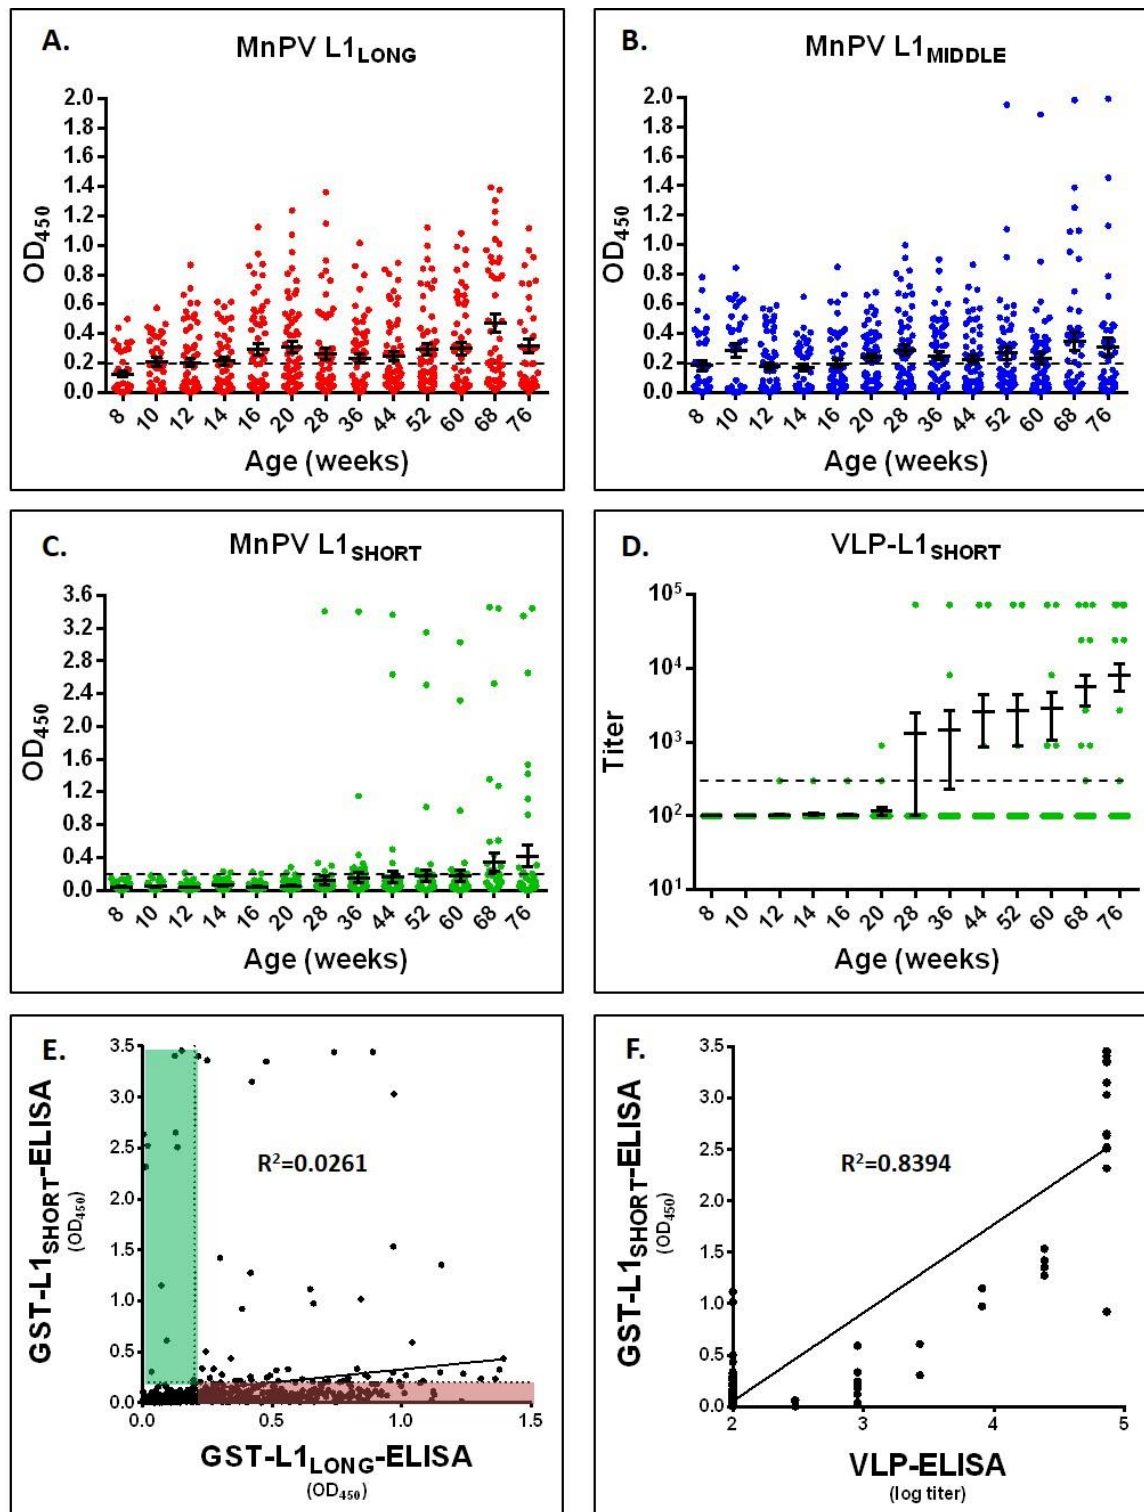 A.
MnPV L1LONG
OD450
2.0
1.8
1.6
1.4
1.2
1.0
0.8
0.6
0.4
0.2
0.0
8 10 12 14 16 20 28 36 44 52 60 68 76
Age (weeks)
B.
MnPV L1MIDDLE
OD450
2.0
1.8
1.6
1.4
1.2
1.0
0.8
0.6
0.4
0.2
0.0
8 10 12 14 16 20 28 36 44 52 60 68 76
Age (weeks)
C.
MnPV L1SHORT
OD450
3.6
3.2
2.8
2.4
2.0
1.6
1.2
0.8
0.4
0.0
8 10 12 14 16 20 28 36 44 52 60 68 76
Age (weeks)
D.
VLP-L1SHORT
Titer
10^5
10^4
10^3
10^2
10^1
8 10 12 14 16 20 28 36 44 52 60 68 76
Age (weeks)
E.
GST-L1SHORT-ELISA
(OD450)
3.5
3.0
2.5
2.0
1.5
1.0
0.5
0.0
R²=0.0261
0.0 0.5 1.0 1.5
GST-L1LONG-ELISA
(OD450)
F.
GST-L1SHORT-ELISA
(OD450)
3.5
3.0
2.5
2.0
1.5
1.0
0.5
0.0
R²=0.8394
2 3 4 5
VLP-ELISA
(log titer)